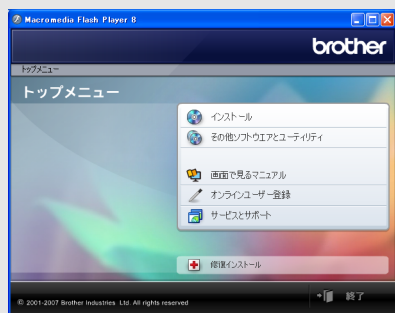 Macromedia Flash Player 8
brother
トップメニュー
トップメニュー
インストール
その他ソフトウエアとユーティリティ
画面で見るマニュアル
オンラインユーザー登録
サービスとサポート
修復インストール
© 2001-2007 Brother Industries Ltd. All rights reserved
終了